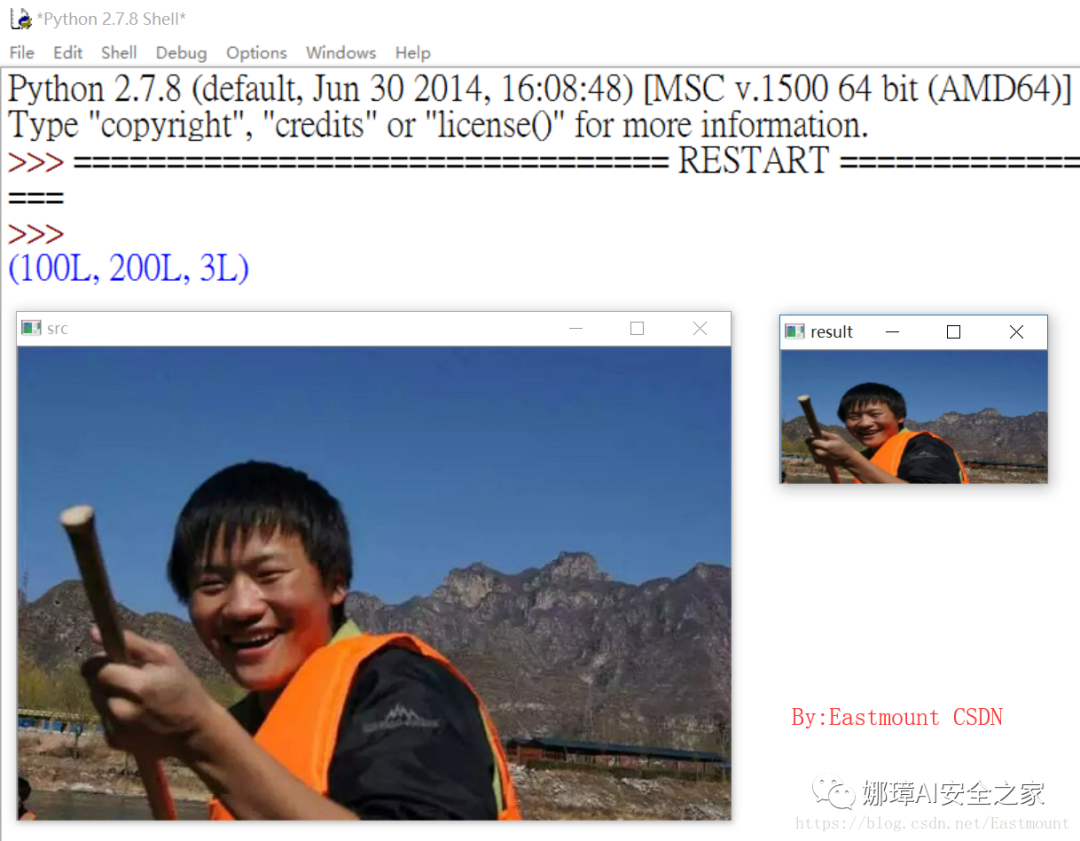 *Python 2.7.8 Shell*
File Edit Shell Debug Options Windows Help
Python 2.7.8 (default, Jun 30 2014, 16:08:48) [MSC v.1500 64 bit (AMD64)]
Type "copyright", "credits" or "license()" for more information.
>>> ================================ RESTART =============
===
>>>
(100L, 200L, 3L)
src
result
By:Eastmount CSDN
娜璋AI安全之家
https://blog.csdn.net/Eastmount